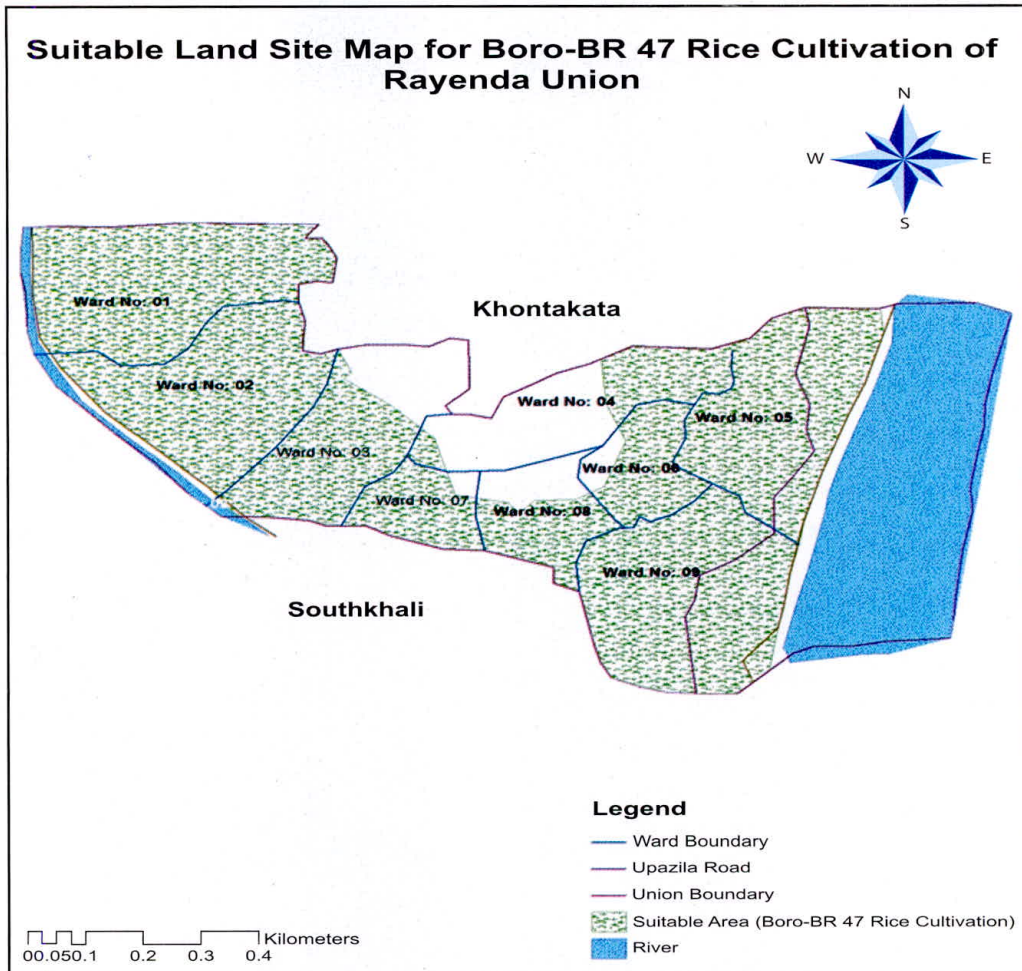 Suitable Land Site Map for Boro-BR 47 Rice Cultivation of
Rayenda Union
N
W
E
S
Ward No: 01
Khontakata
Ward No: 02
Ward No: 04
Ward No: 05
Ward No: 03
Ward No: 06
Ward No: 07
Ward No: 08
Ward No: 09
Southkhali
Legend
Ward Boundary
Upazila Road
Union Boundary
Suitable Area (Boro-BR 47 Rice Cultivation)
River
Kilometers
00.050.1 0.2 0.3 0.4